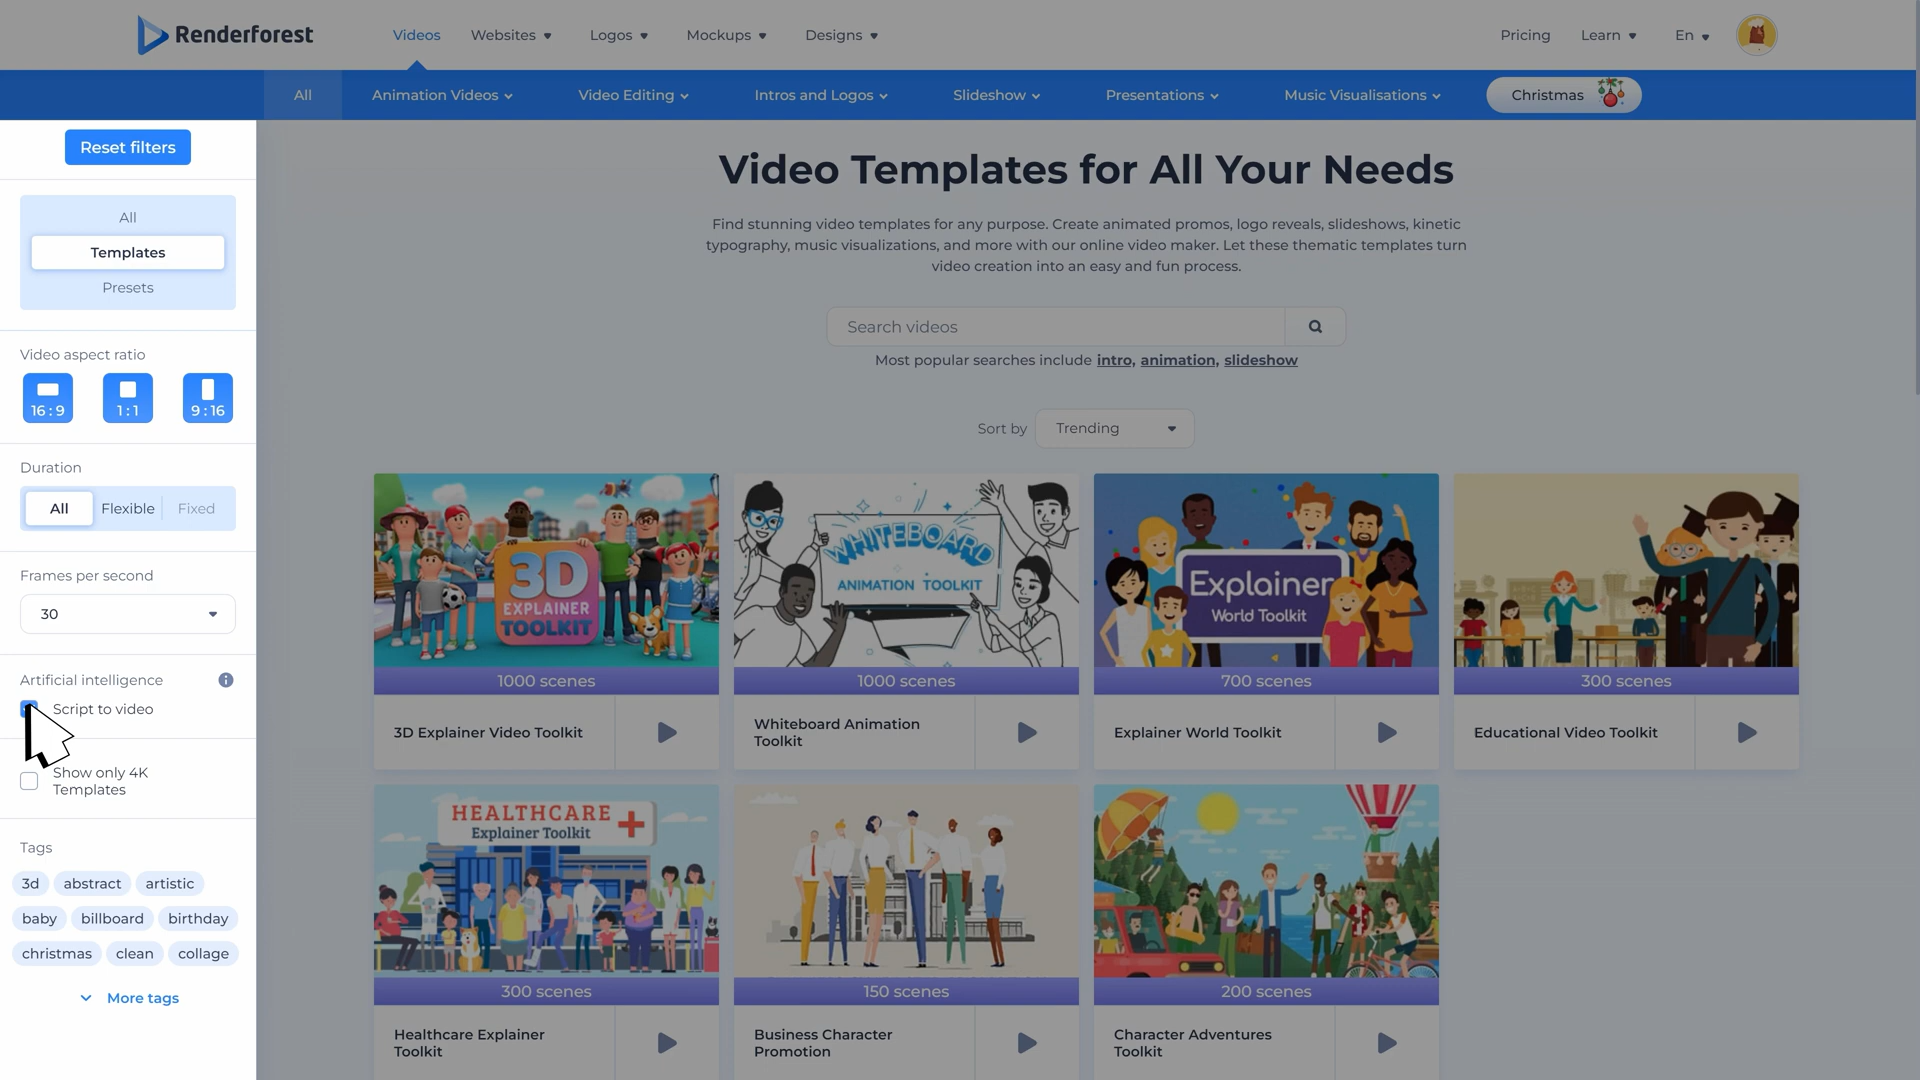 Renderforest
Videos
Websites
Logos
Mockups
Designs
Pricing
Learn
En
All
Animation Videos
Video Editing
Intros and Logos
Slideshow
Presentations
Music Visualisations
Christmas
Reset filters
All
Templates
Presets
Video aspect ratio
16 : 9
1 : 1
9 : 16
Duration
All
Flexible
Fixed
Frames per second
30
Artificial intelligence
Script to video
Show only 4K
Templates
Tags
3d
abstract
artistic
baby
billboard
birthday
christmas
clean
collage
More tags
Video Templates for All Your Needs
Find stunning video templates for any purpose. Create animated promos, logo reveals, slideshows, kinetic
typography, music visualizations, and more with our online video maker. Let these thematic templates turn
video creation into an easy and fun process.
Search videos
Most popular searches include intro, animation, slideshow
Sort by
Trending
3D
EXPLAINER
TOOLKIT
1000 scenes
3D Explainer Video Toolkit
WHITEBOARD
ANIMATION TOOLKIT
1000 scenes
Whiteboard Animation
Toolkit
Explainer
World Toolkit
700 scenes
Explainer World Toolkit
300 scenes
Educational Video Toolkit
HEALTHCARE
Explainer Toolkit
300 scenes
Healthcare Explainer
Toolkit
150 scenes
Business Character
Promotion
200 scenes
Character Adventures
Toolkit